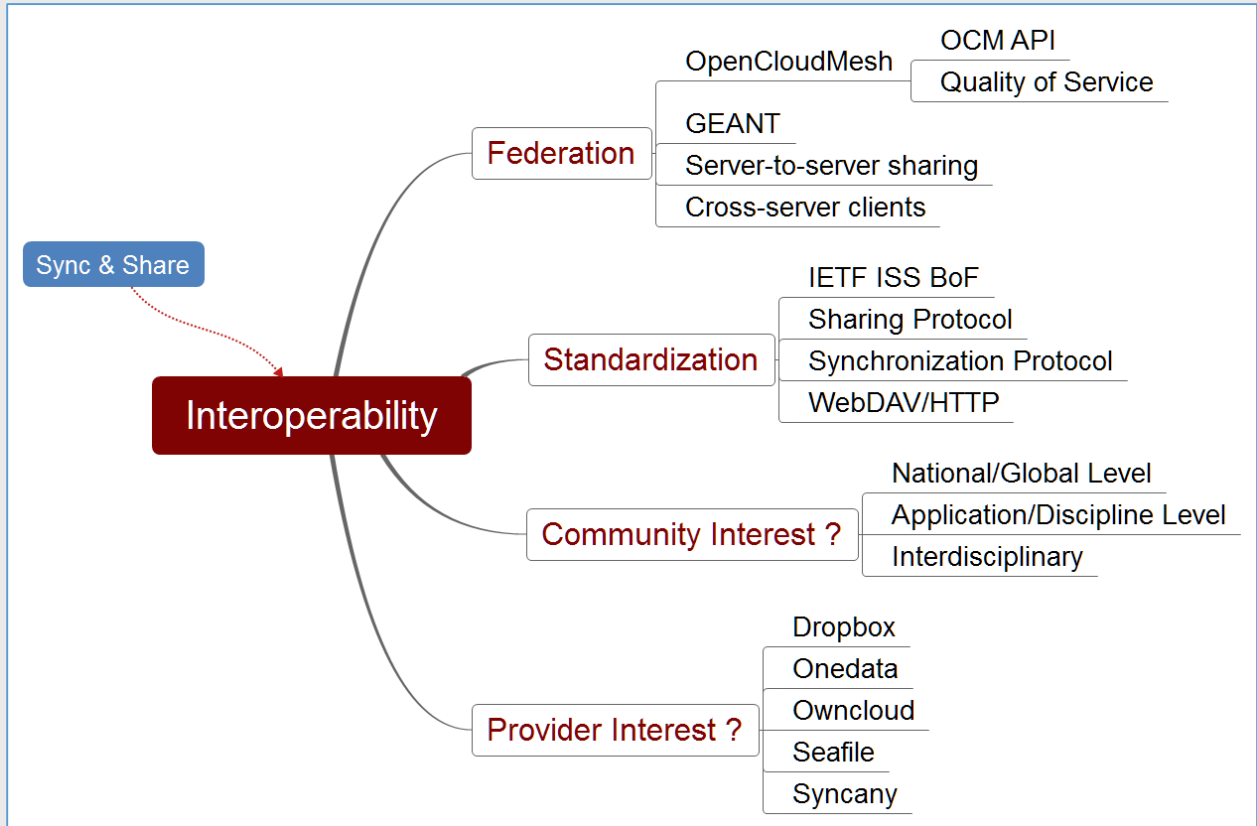 Sync & Share
Interoperability
Federation
OpenCloudMesh
OCM API
Quality of Service
GEANT
Server-to-server sharing
Cross-server clients
Standardization
IETF ISS BoF
Sharing Protocol
Synchronization Protocol
WebDAV/HTTP
Community Interest ?
National/Global Level
Application/Discipline Level
Interdisciplinary
Provider Interest ?
Dropbox
Onedata
Owncloud
Seafile
Syncany